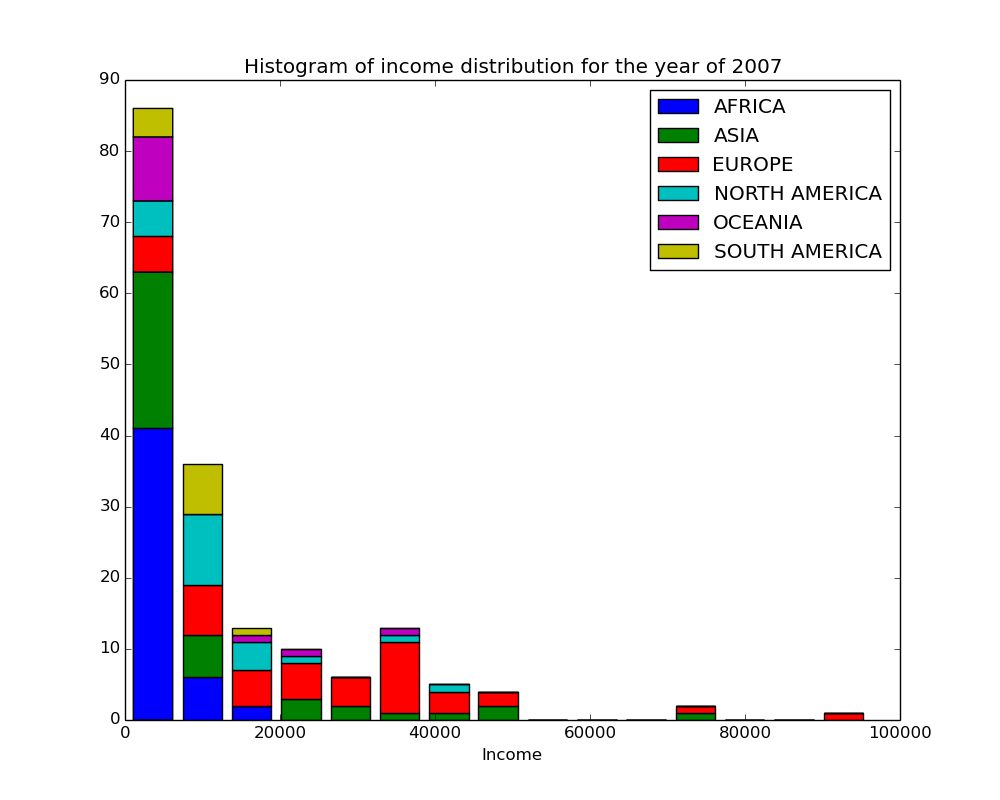 Histogram of income distribution for the year of 2007
90
80
70
60
50
40
30
20
10
0
AFRICA
ASIA
EUROPE
NORTH AMERICA
OCEANIA
SOUTH AMERICA
0 20000 40000 60000 80000 100000
Income